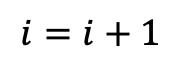 i = i + 1